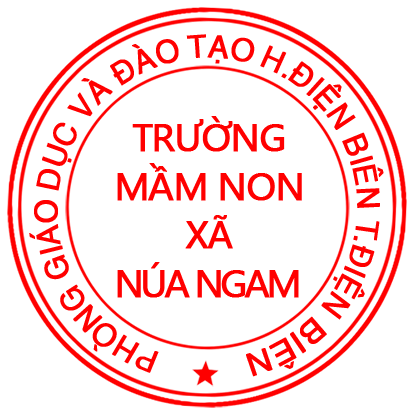 PHÒNG GIÁO DỤC VÀ ĐÀO TẠO H.ĐIỆN BIÊN T.ĐIỆN BIÊN
TRƯỜNG
MẦM NON
XÃ
NÚA NGAM